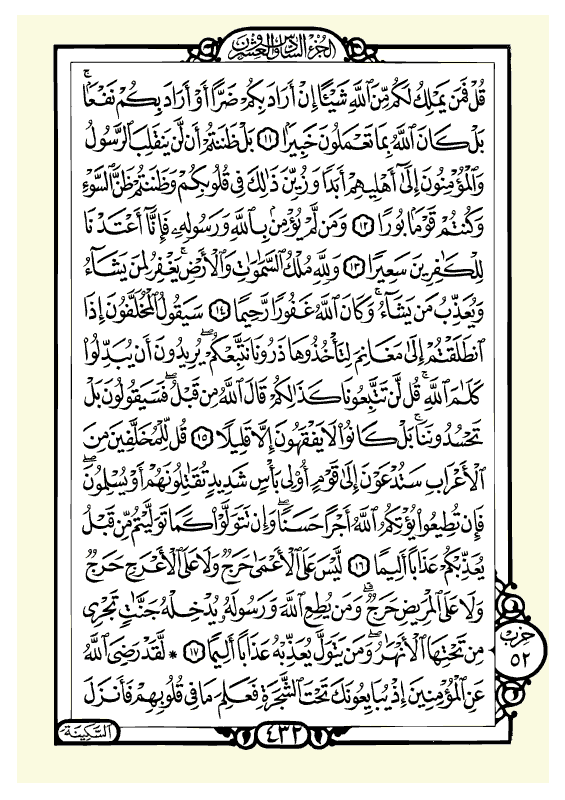 الجزء السادس والعشرون
قُلْ فَمَن يَمْلِكُ لَكُم مِّنَ ٱللَّهِ شَيْـًٔا إِنْ أَرَادَ بِكُمْ ضَرًّا أَوْ أَرَادَ بِكُمْ نَفْعًۢا ۚ
بَلْ كَانَ ٱللَّهُ بِمَا تَعْمَلُونَ خَبِيرًۢا ١١ بَلْ ظَنَنتُمْ أَن لَّن يَنقَلِبَ ٱلرَّسُولُ
وَٱلْمُؤْمِنُونَ إِلَىٰٓ أَهْلِيهِمْ أَبَدًا وَزُيِّنَ ذَٰلِكَ فِى قُلُوبِكُمْ وَظَنَنتُمْ ظَنَّ ٱلسَّوْءِ
وَكُنتُمْ قَوْمًۢا بُورًا ١٢ وَمَن لَّمْ يُؤْمِنۢ بِٱللَّهِ وَرَسُولِهِۦ فَإِنَّآ أَعْتَدْنَا
لِلْكَٰفِرِينَ سَعِيرًا ١٣ وَلِلَّهِ مُلْكُ ٱلسَّمَٰوَٰتِ وَٱلْأَرْضِ ۚ يَغْفِرُ لِمَن يَشَآءُ
وَيُعَذِّبُ مَن يَشَآءُ ۚ وَكَانَ ٱللَّهُ غَفُورًا رَّحِيمًا ١٤ سَيَقُولُ ٱلْمُخَلَّفُونَ إِذَا
ٱنطَلَقْتُمْ إِلَىٰ مَغَانِمَ لِتَأْخُذُوهَا ذَرُونَا نَتَّبِعْكُمْ ۖ يُرِيدُونَ أَن يُبَدِّلُوا۟
كَلَٰمَ ٱللَّهِ ۚ قُل لَّن تَتَّبِعُونَا كَذَٰلِكُمْ قَالَ ٱللَّهُ مِن قَبْلُ ۖ فَسَيَقُولُونَ بَلْ
تَحْسُدُونَنَا ۚ بَلْ كَانُوا۟ لَا يَفْقَهُونَ إِلَّا قَلِيلًا ١٥ قُل لِّلْمُخَلَّفِينَ مِنَ
ٱلْأَعْرَابِ سَتُدْعَوْنَ إِلَىٰ قَوْمٍ أُو۟لِى بَأْسٍ شَدِيدٍ تُقَٰتِلُونَهُمْ أَوْ يُسْلِمُونَ ۖ
فَإِن تُطِيعُوا۟ يُؤْتِكُمُ ٱللَّهُ أَجْرًا حَسَنًا ۖ وَإِن تَتَوَلَّوْا۟ كَمَا تَوَلَّيْتُم مِّن قَبْلُ
يُعَذِّبْكُمْ عَذَابًا أَلِيمًا ١٦ لَّيْسَ عَلَى ٱلْأَعْمَىٰ حَرَجٌ وَلَا عَلَى ٱلْأَعْرَجِ حَرَجٌ
وَلَا عَلَى ٱلْمَرِيضِ حَرَجٌ ۗ وَمَن يُطِعِ ٱللَّهَ وَرَسُولَهُۥ يُدْخِلْهُ جَنَّٰتٍ تَجْرِى
مِن تَحْتِهَا ٱلْأَنْهَٰرُ ۖ وَمَن يَتَوَلَّ يُعَذِّبْهُ عَذَابًا أَلِيمًا ١٧ * لَّقَدْ رَضِىَ ٱللَّهُ
عَنِ ٱلْمُؤْمِنِينَ إِذْ يُبَايِعُونَكَ تَحْتَ ٱلشَّجَرَةِ فَعَلِمَ مَا فِى قُلُوبِهِمْ فَأَنزَلَ
حزب
٥٢
٤٣٢
السَّكِينَةَ